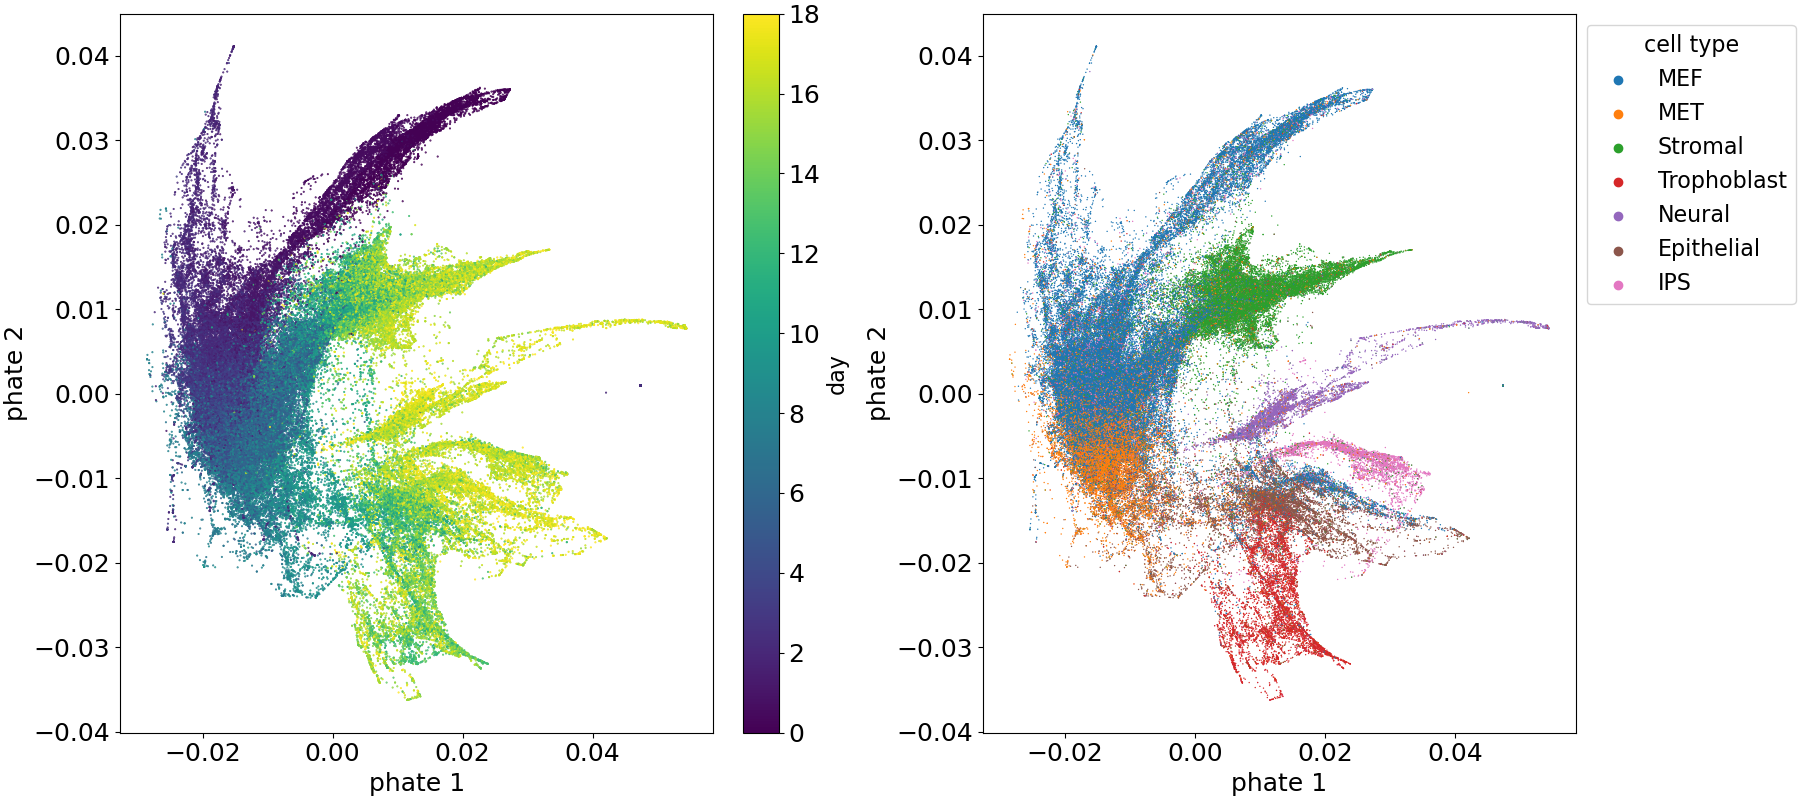 0.04
0.03
0.02
0.01
0.00
−0.01
−0.02
−0.03
−0.04
phate 2
−0.02 0.00 0.02 0.04
phate 1
18
16
14
12
10
8
6
4
2
0
day
0.04
0.03
0.02
0.01
0.00
−0.01
−0.02
−0.03
−0.04
phate 2
−0.02 0.00 0.02 0.04
phate 1
cell type
MEF
MET
Stromal
Trophoblast
Neural
Epithelial
IPS